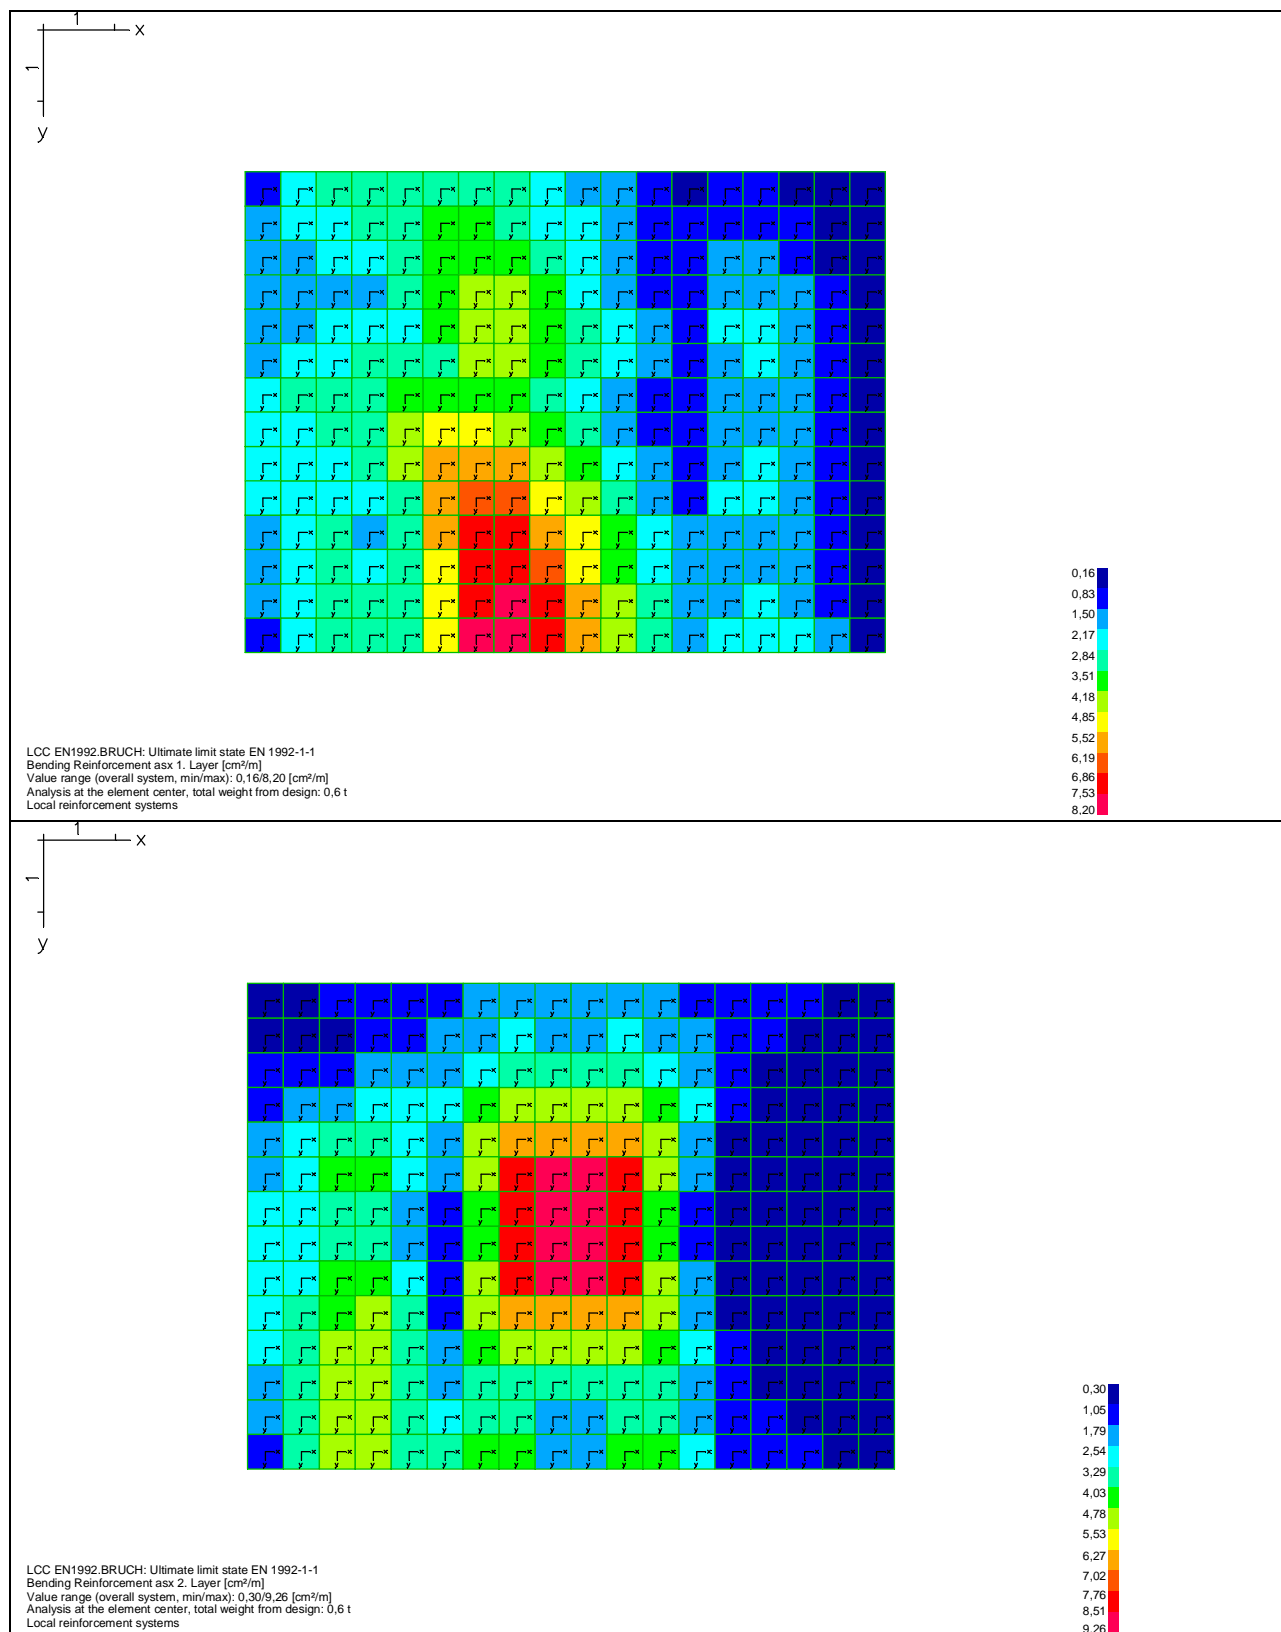 1
x
1
y
0,16
0,83
1,50
2,17
2,84
3,51
4,18
4,85
5,52
6,19
6,86
7,53
8,20
LCC EN1992.BRUCH: Ultimate limit state EN 1992-1-1
Bending Reinforcement asx 1. Layer [cm²/m]
Value range (overall system, min/max): 0,16/8,20 [cm²/m]
Analysis at the element center, total weight from design: 0,6 t
Local reinforcement systems
1
x
1
y
0,30
1,05
1,79
2,54
3,29
4,03
4,78
5,53
6,27
7,02
7,76
8,51
9,26
LCC EN1992.BRUCH: Ultimate limit state EN 1992-1-1
Bending Reinforcement asx 2. Layer [cm²/m]
Value range (overall system, min/max): 0,30/9,26 [cm²/m]
Analysis at the element center, total weight from design: 0,6 t
Local reinforcement systems